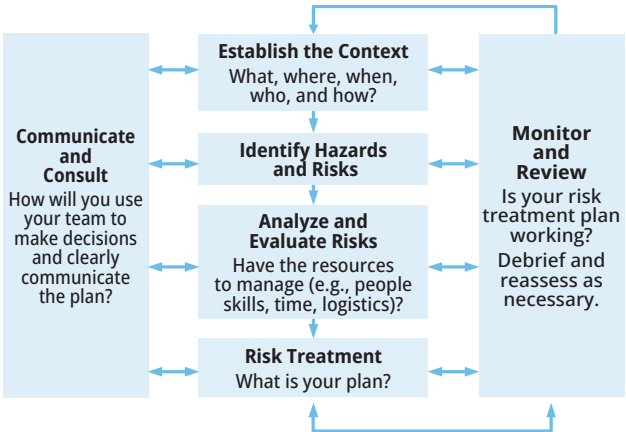 Establish the Context
What, where, when,
who, and how?
Communicate
and
Consult
How will you use
your team to
make decisions
and clearly
communicate
the plan?
Identify Hazards
and Risks
Analyze and
Evaluate Risks
Have the resources
to manage (e.g., people
skills, time, logistics)?
Risk Treatment
What is your plan?
Monitor
and
Review
Is your risk
treatment plan
working?
Debrief and
reassess as
necessary.